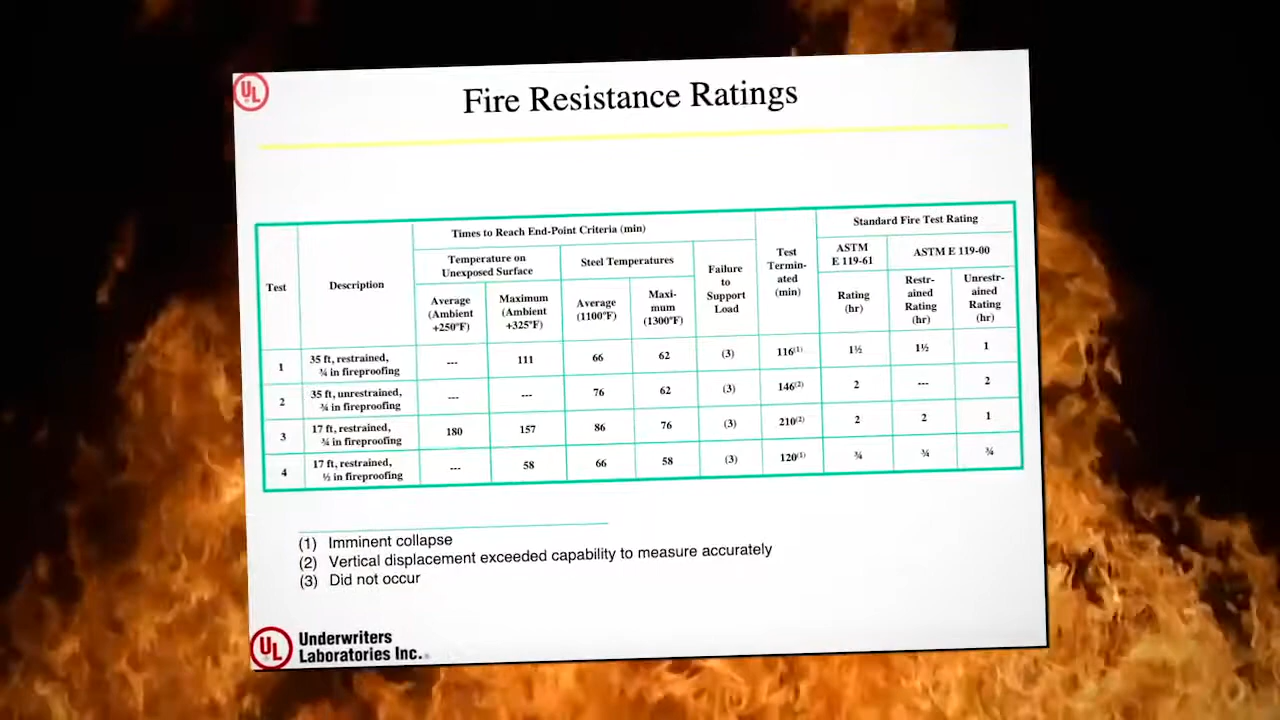 UL
Fire Resistance Ratings
Times to Reach End-Point Criteria (min)
Standard Fire Test Rating
Test
Description
Temperature on
Unexposed Surface
Steel Temperatures
Failure
to
Support
Load
Test
Termin-
ated
(min)
ASTM
E 119-61
ASTM E 119-00
Average
(Ambient
+250ºF)
Maximum
(Ambient
+325ºF)
Average
(1100ºF)
Maxi-
mum
(1300ºF)
Rating
(hr)
Restr-
ained
Rating
(hr)
Unrestr-
ained
Rating
(hr)
1 35 ft, restrained, --- 111 66 62 (3) 116(1) 1½ 1½ 1
¾ in fireproofing
2 35 ft, unrestrained, --- --- 76 62 (3) 146(2) 2 --- 2
¾ in fireproofing
3 17 ft, restrained, 180 157 86 76 (3) 210(2) 2 2 1
¾ in fireproofing
4 17 ft, restrained, --- 58 66 58 (3) 120(1) ¾ ¾ ¾
½ in fireproofing
(1) Imminent collapse
(2) Vertical displacement exceeded capability to measure accurately
(3) Did not occur
UL
Underwriters
Laboratories Inc.